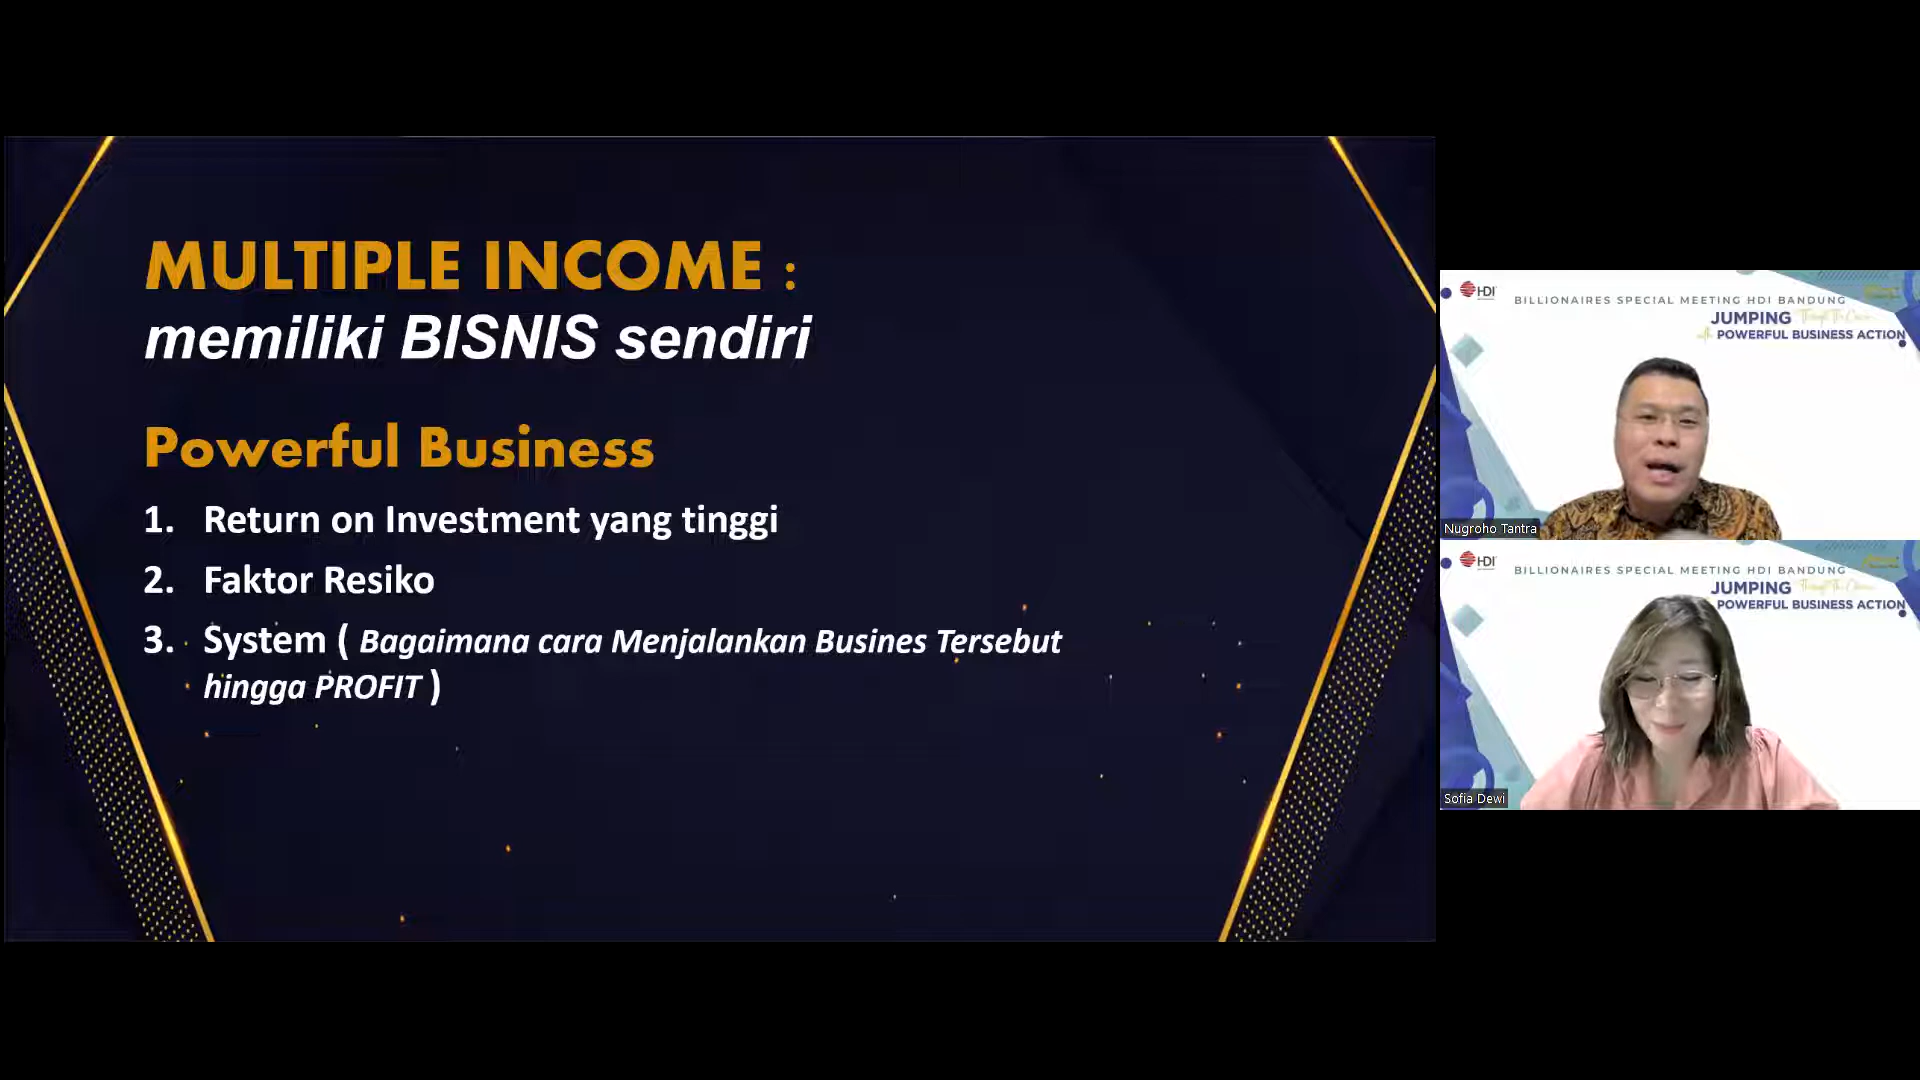 MULTIPLE INCOME :
memiliki BISNIS sendiri
Powerful Business
1. Return on Investment yang tinggi
2. Faktor Resiko
3. System ( Bagaimana cara Menjalankan Busines Tersebut
hingga PROFIT )
HDI
BILLIONAIRES SPECIAL MEETING HDI BANDUNG
JUMPING
with POWERFUL BUSINESS ACTION
Nugroho Tantra
HDI
BILLIONAIRES SPECIAL MEETING HDI BANDUNG
JUMPING
POWERFUL BUSINESS ACTION
Sofia Dewi